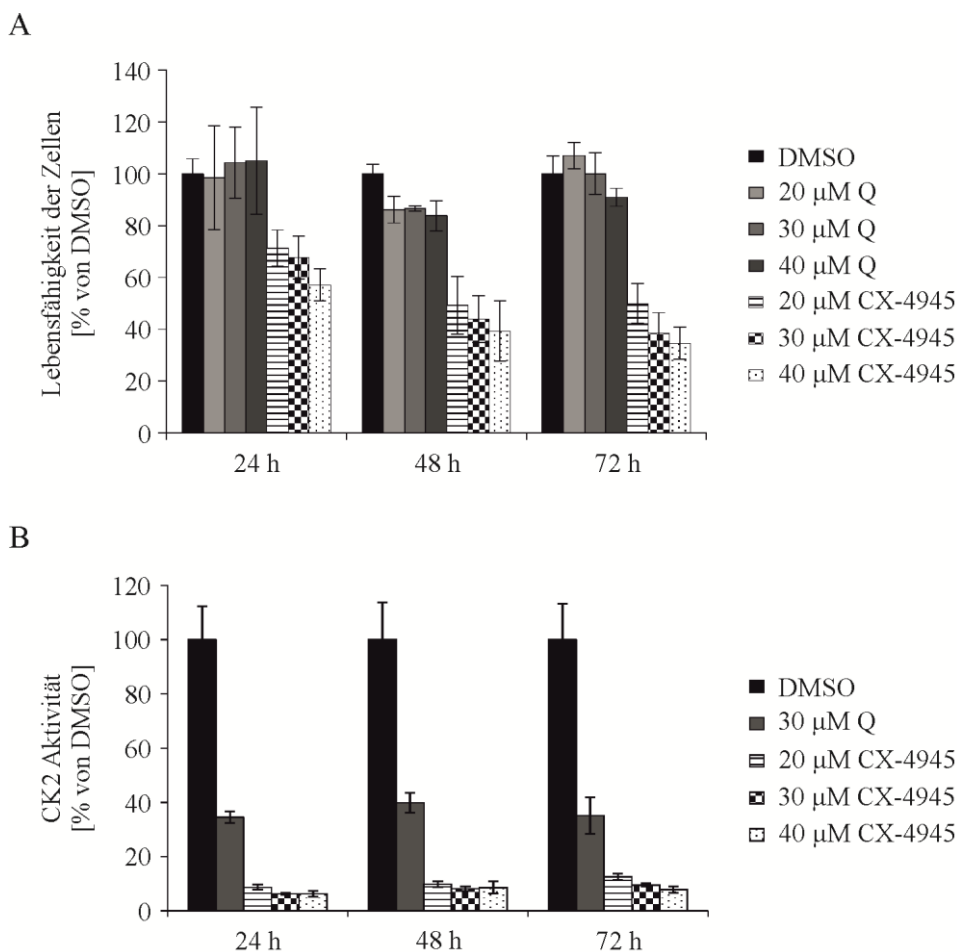 A
Lebensfähigkeit der Zellen
[% von DMSO]
140
120
100
80
60
40
20
0
24 h
48 h
72 h
DMSO
20 μM Q
30 μM Q
40 μM Q
20 μM CX-4945
30 μM CX-4945
40 μM CX-4945
B
CK2 Aktivität
[% von DMSO]
120
100
80
60
40
20
0
24 h
48 h
72 h
DMSO
30 μM Q
20 μM CX-4945
30 μM CX-4945
40 μM CX-4945